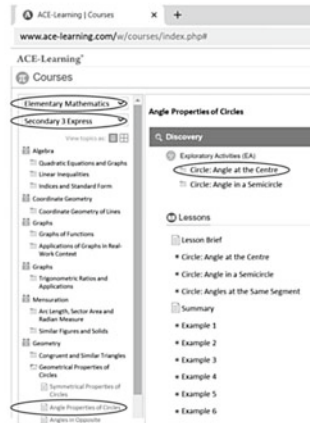 ACE-Learning | Courses
×
+
www.ace-learning.com/w/courses/index.php#
ACE-Learning®
Courses
Elementary Mathematics
Secondary 3 Express
View topics as:
Algebra
Quadratic Equations and Graphs
Linear Inequalities
Indices and Standard Form
Coordinate Geometry
Coordinate Geometry of Lines
Graphs
Graphs of Functions
Applications of Graphs in Real-
Work Context
Graphs
Trigonometric Ratios and
Applications
Mensuration
Arc Length, Sector Area and
Radian Measure
Similar Figures and Solids
Geometry
Congruent and Similar Triangles
Geometrical Properties of
Circles
Symmetrical Properties of
Circles
Angle Properties of Circles
Angles in Opposite
Angle Properties of Circles
Discovery
Exploratory Activities (EA)
Circle: Angle at the Centre
Circle: Angle in a Semicircle
Lessons
Lesson Brief
Circle: Angle at the Centre
Circle: Angle in a Semicircle
Circle: Angles at the Same Segment
Summary
Example 1
Example 2
Example 3
Example 4
Example 5
Example 6